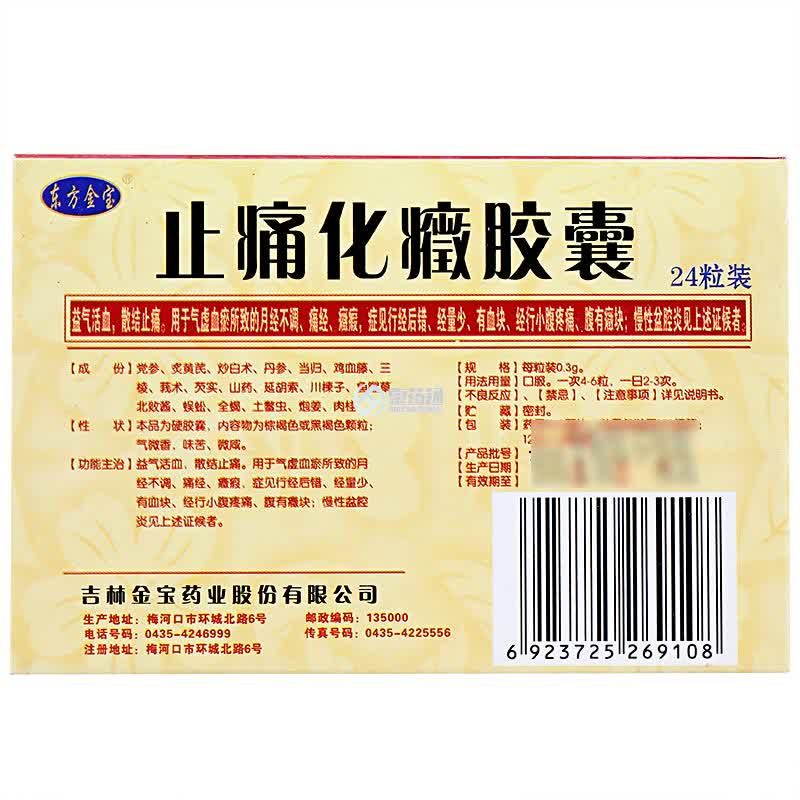 东方金宝
®
止痛化癥胶囊
24粒装
益气活血，散结止痛。用于气虚血瘀所致的月经不调、痛经、癥瘕，症见行经后错、经量少、有血块、经行小腹疼痛、腹有癥块；慢性盆腔炎见上述证候者。
【成 份】党参、炙黄芪、炒白术、丹参、当归、鸡血藤、三
棱、莪术、芡实、山药、延胡索、川楝子、鱼腥草
北败酱、蜈蚣、全蝎、土鳖虫、炮姜、肉桂
【性 状】本品为硬胶囊，内容物为棕褐色或黑褐色颗粒；
气微香，味苦、微咸。
【功能主治】益气活血，散结止痛。用于气虚血瘀所致的月
经不调、痛经、癥瘕，症见行经后错、经量少、
有血块、经行小腹疼痛、腹有癥块；慢性盆腔
炎见上述证候者。
【规 格】每粒装0.3g。
【用法用量】口服。一次4-6粒，一日2-3次。
【不良反应】、【禁忌】、【注意事项】详见说明书。
【贮 藏】密封。
【包 装】
【产品批号】
【生产日期】
【有效期至】
康药通
吉林金宝药业股份有限公司
生产地址：梅河口市环城北路6号 邮政编码：135000
电话号码：0435-4246999 传真号码：0435-4225556
注册地址：梅河口市环城北路6号
6 923725 269108